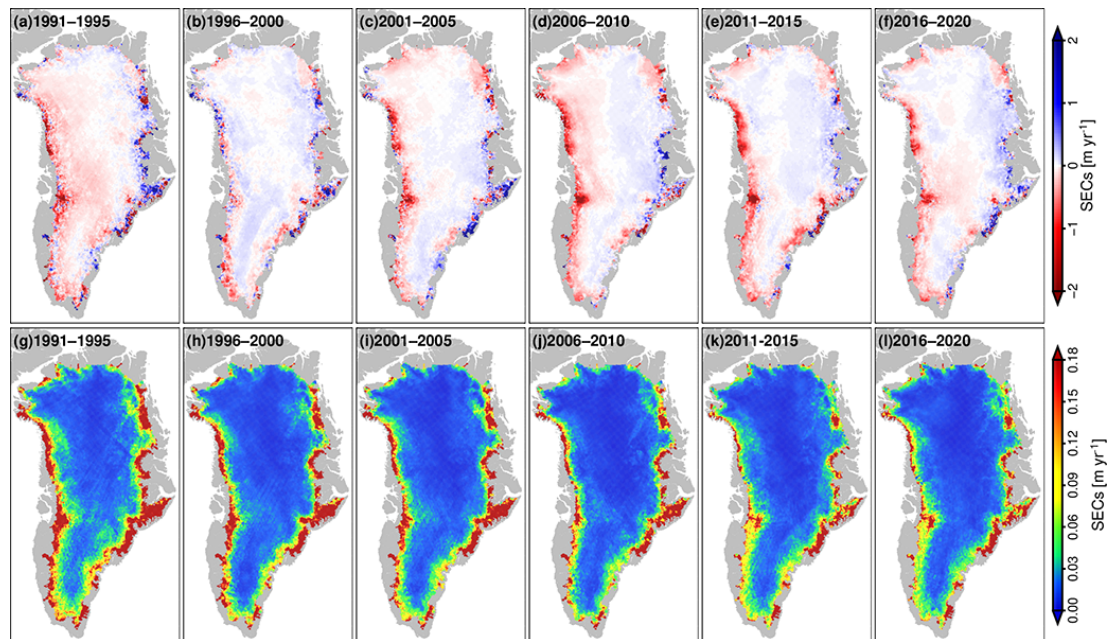 (a)1991–1995
(b)1996–2000
(c)2001–2005
(d)2006–2010
(e)2011–2015
(f)2016–2020
2
1
0
−1
−2
SECs [m yr⁻¹]
(g)1991–1995
(h)1996–2000
(i)2001–2005
(j)2006–2010
(k)2011-2015
(l)2016–2020
0.18
0.15
0.12
0.09
0.06
0.03
0.00
SECs [m yr⁻¹]